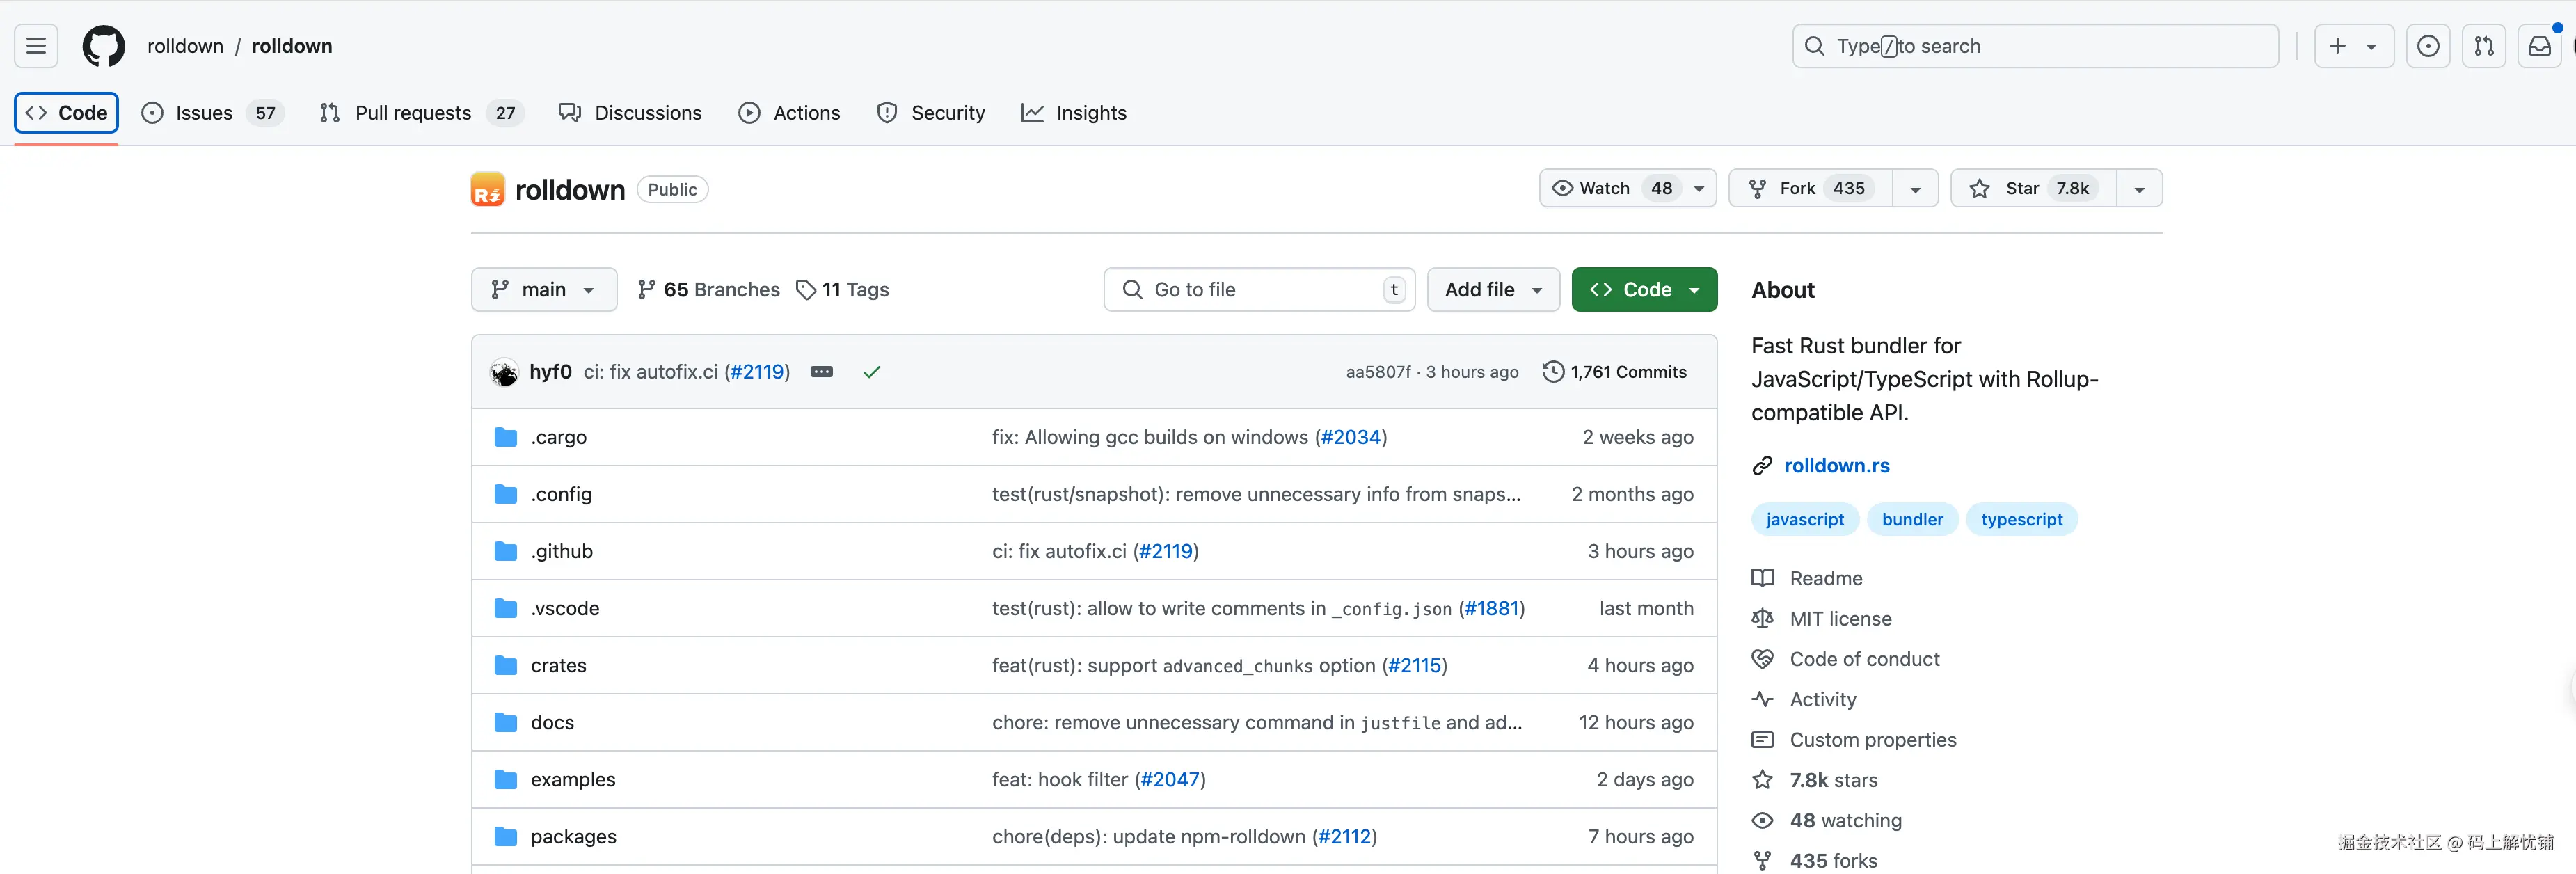 rolldown / rolldown
Type / to search
Code
Issues 57
Pull requests 27
Discussions
Actions
Security
Insights
rolldown Public
Watch 48
Fork 435
Star 7.8k
main
65 Branches
11 Tags
Go to file t
Add file
Code
About
Fast Rust bundler for
JavaScript/TypeScript with Rollup-
compatible API.
rolldown.rs
javascript bundler typescript
Readme
MIT license
Code of conduct
Activity
Custom properties
7.8k stars
48 watching
435 forks
hyf0 ci: fix autofix.ci (#2119) aa5807f · 3 hours ago 1,761 Commits
.cargo fix: Allowing gcc builds on windows (#2034) 2 weeks ago
.config test(rust/snapshot): remove unnecessary info from snaps... 2 months ago
.github ci: fix autofix.ci (#2119) 3 hours ago
.vscode test(rust): allow to write comments in _config.json (#1881) last month
crates feat(rust): support advanced_chunks option (#2115) 4 hours ago
docs chore: remove unnecessary command in justfile and ad... 12 hours ago
examples feat: hook filter (#2047) 2 days ago
packages chore(deps): update npm-rolldown (#2112) 7 hours ago
掘金技术社区 @ 码上解忧铺